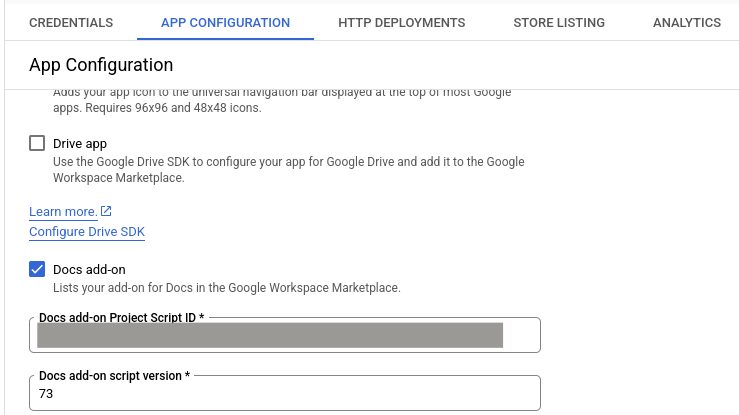 CREDENTIALS APP CONFIGURATION HTTP DEPLOYMENTS STORE LISTING ANALYTICS
App Configuration
Adds your app icon to the universal navigation bar displayed at the top of most Google
apps. Requires 96x96 and 48x48 icons.
Drive app
Use the Google Drive SDK to configure your app for Google Drive and add it to the Google
Workspace Marketplace.
Learn more.
Configure Drive SDK
Docs add-on
Lists your add-on for Docs in the Google Workspace Marketplace.
Docs add-on Project Script ID *
Docs add-on script version *
73